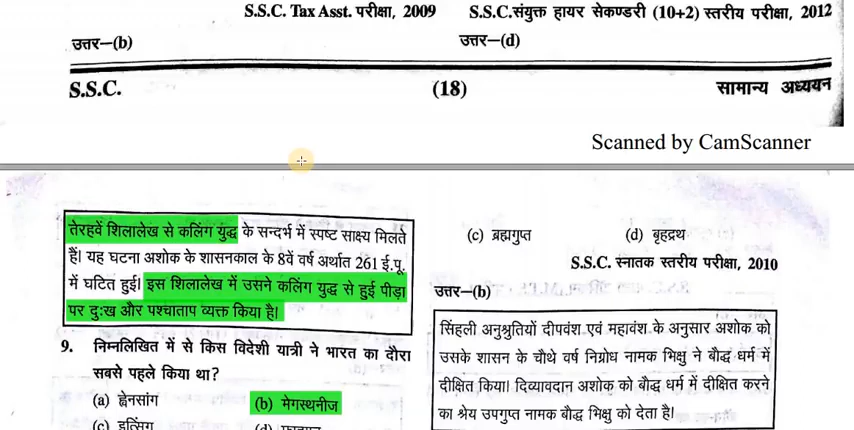 S.S.C. Tax Asst. परीक्षा, 2009
उत्तर–(b)
S.S.C.संयुक्त हायर सेकण्डरी (10+2) स्तरीय परीक्षा, 2012
उत्तर–(d)
S.S.C. (18) सामान्य अध्ययन
Scanned by CamScanner
तेरहवें शिलालेख से कलिंग युद्ध के सन्दर्भ में स्पष्ट साक्ष्य मिलते
हैं। यह घटना अशोक के शासनकाल के 8वें वर्ष अर्थात 261 ई.पू.
में घटित हुई। इस शिलालेख में उसने कलिंग युद्ध से हुई पीड़ा
पर दुःख और पश्चाताप व्यक्त किया है।
9. निम्नलिखित में से किस विदेशी यात्री ने भारत का दौरा
सबसे पहले किया था?
(a) ह्वेनसांग (b) मेगस्थनीज
(c) इत्सिंग (d)
(c) ब्रह्मगुप्त (d) बृहद्रथ
S.S.C. स्नातक स्तरीय परीक्षा, 2010
उत्तर–(b)
सिंहली अनुश्रुतियों दीपवंश एवं महावंश के अनुसार अशोक को
उसके शासन के चौथे वर्ष निग्रोध नामक भिक्षु ने बौद्ध धर्म में
दीक्षित किया। दिव्यावदान अशोक को बौद्ध धर्म में दीक्षित करने
का श्रेय उपगुप्त नामक बौद्ध भिक्षु को देता है।